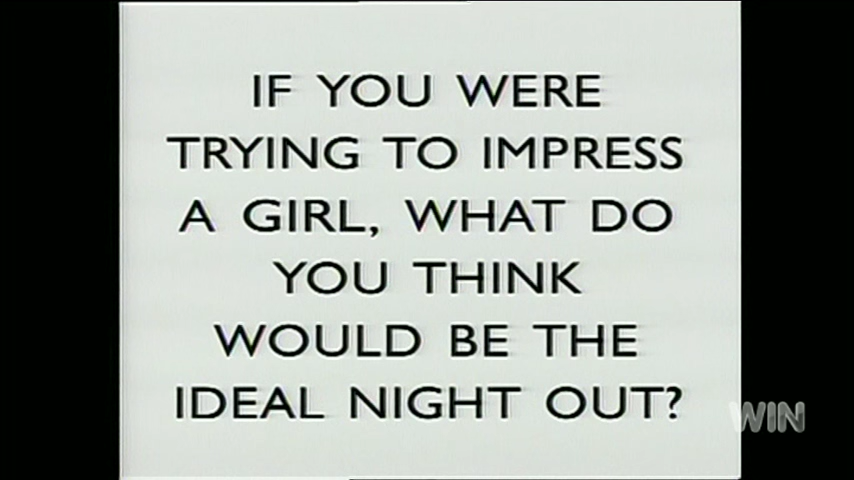 IF YOU WERE
TRYING TO IMPRESS
A GIRL, WHAT DO
YOU THINK
WOULD BE THE
IDEAL NIGHT OUT?
WIN